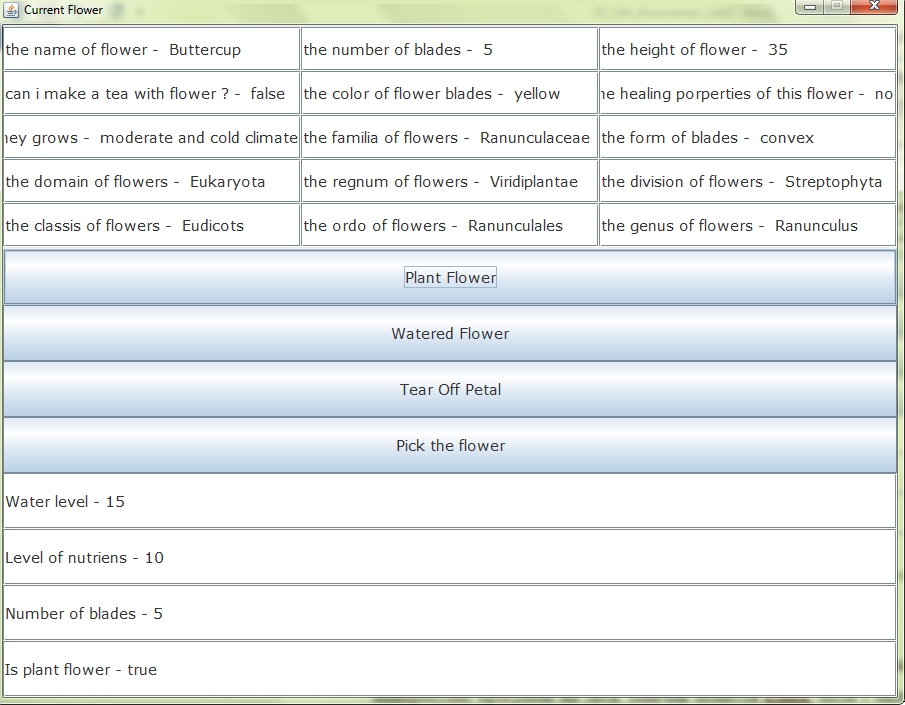 Current Flower
the name of flower - Buttercup
the number of blades - 5
the height of flower - 35
can i make a tea with flower ? - false
the color of flower blades - yellow
he healing porperties of this flower - no
hey grows - moderate and cold climate
the familia of flowers - Ranunculaceae
the form of blades - convex
the domain of flowers - Eukaryota
the regnum of flowers - Viridiplantae
the division of flowers - Streptophyta
the classis of flowers - Eudicots
the ordo of flowers - Ranunculales
the genus of flowers - Ranunculus
Plant Flower
Watered Flower
Tear Off Petal
Pick the flower
Water level - 15
Level of nutriens - 10
Number of blades - 5
Is plant flower - true